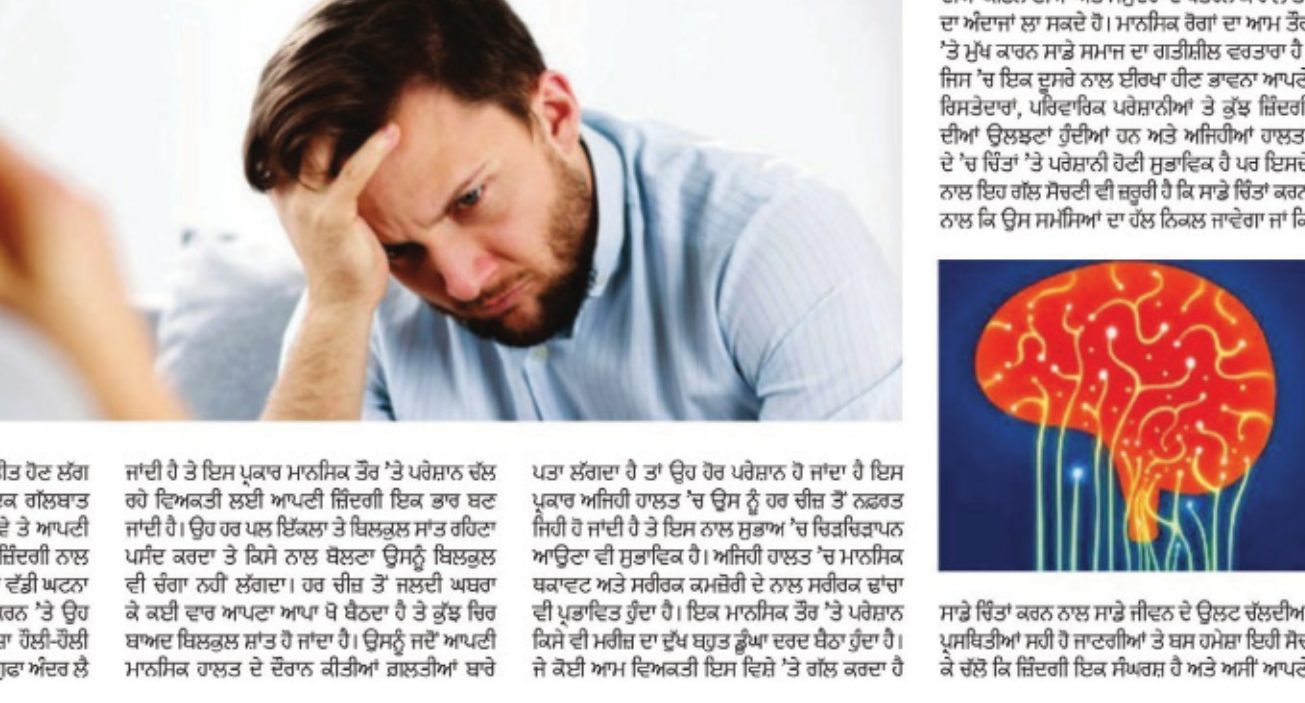 ਹੋਣ ਲੱਗ
ਗੱਲਬਾਤ
ਤੇ ਆਪਣੀ
ਜ਼ਿੰਦਗੀ ਨਾਲ
ਵੱਡੀ ਘਟਨਾ
’ਤੇ ਉਹ
ਹੌਲੀ-ਹੌਲੀ
ਅੰਦਰ ਲੈ
ਜਾਂਦੀ ਹੈ ਤੇ ਇਸ ਪ੍ਰਕਾਰ ਮਾਨਸਿਕ ਤੌਰ ’ਤੇ ਪਰੇਸ਼ਾਨ ਚੱਲ
ਰਹੇ ਵਿਅਕਤੀ ਲਈ ਆਪਣੀ ਜ਼ਿੰਦਗੀ ਇਕ ਭਾਰ ਬਣ
ਜਾਂਦੀ ਹੈ। ਉਹ ਹਰ ਪਲ ਇੱਕਲਾ ਤੇ ਬਿਲਕੁਲ ਸ਼ਾਂਤ ਰਹਿਣਾ
ਪਸੰਦ ਕਰਦਾ ਤੇ ਕਿਸੇ ਨਾਲ ਬੋਲਣਾ ਉਸਨੂੰ ਬਿਲਕੁਲ
ਵੀ ਚੰਗਾ ਨਹੀਂ ਲੱਗਦਾ। ਹਰ ਚੀਜ਼ ਤੋਂ ਜਲਦੀ ਘਬਰਾ
ਕੇ ਕਈ ਵਾਰ ਆਪਣਾ ਆਪਾ ਖੋ ਬੈਠਦਾ ਹੈ ਤੇ ਕੁੱਝ ਚਿਰ
ਬਾਅਦ ਬਿਲਕੁਲ ਸ਼ਾਂਤ ਹੋ ਜਾਂਦਾ ਹੈ। ਉਸਨੂੰ ਜਦੋਂ ਆਪਣੀ
ਮਾਨਸਿਕ ਹਾਲਤ ਦੇ ਦੌਰਾਨ ਕੀਤੀਆਂ ਗ਼ਲਤੀਆਂ ਬਾਰੇ
ਪਤਾ ਲੱਗਦਾ ਹੈ ਤਾਂ ਉਹ ਹੋਰ ਪਰੇਸ਼ਾਨ ਹੋ ਜਾਂਦਾ ਹੈ ਇਸ
ਪ੍ਰਕਾਰ ਅਜਿਹੀ ਹਾਲਤ ’ਚ ਉਸ ਨੂੰ ਹਰ ਚੀਜ਼ ਤੋਂ ਨਫ਼ਰਤ
ਜਿਹੀ ਹੋ ਜਾਂਦੀ ਹੈ ਤੇ ਇਸ ਨਾਲ ਸੁਭਾਅ ’ਚ ਚਿੜਚਿੜਾਪਨ
ਆਉਣਾ ਵੀ ਸੁਭਾਵਿਕ ਹੈ। ਅਜਿਹੀ ਹਾਲਤ ’ਚ ਮਾਨਸਿਕ
ਥਕਾਵਟ ਅਤੇ ਸਰੀਰਕ ਕਮਜ਼ੋਰੀ ਦੇ ਨਾਲ ਸਰੀਰਕ ਢਾਂਚਾ
ਵੀ ਪ੍ਰਭਾਵਿਤ ਹੁੰਦਾ ਹੈ। ਇਕ ਮਾਨਸਿਕ ਤੌਰ ’ਤੇ ਪਰੇਸ਼ਾਨ
ਕਿਸੇ ਵੀ ਮਰੀਜ਼ ਦਾ ਦੁੱਖ ਬਹੁਤ ਡੂੰਘਾ ਦਰਦ ਬੈਠਾ ਹੁੰਦਾ ਹੈ।
ਜੇ ਕੋਈ ਆਮ ਵਿਅਕਤੀ ਇਸ ਵਿਸ਼ੇ ’ਤੇ ਗੱਲ ਕਰਦਾ ਹੈ
ਦਾ ਅੰਦਾਜਾਂ ਲਾ ਸਕਦੇ ਹੋ। ਮਾਨਸਿਕ ਰੋਗਾਂ ਦਾ ਆਮ ਤੌਰ
’ਤੇ ਮੁੱਖ ਕਾਰਨ ਸਾਡੇ ਸਮਾਜ ਦਾ ਗਤੀਸ਼ੀਲ ਵਰਤਾਰਾ ਹੈ
ਜਿਸ ’ਚ ਇਕ ਦੂਸਰੇ ਨਾਲ ਈਰਖਾ ਹੀਣ ਭਾਵਨਾ ਆਪਣੇ
ਰਿਸਤੇਦਾਰਾਂ, ਪਰਿਵਾਰਿਕ ਪਰੇਸ਼ਾਨੀਆਂ ਤੇ ਕੁੱਝ ਜ਼ਿੰਦਗੀ
ਦੀਆਂ ਉਲਝਣਾਂ ਹੁੰਦੀਆਂ ਹਨ ਅਤੇ ਅਜਿਹੀਆਂ ਹਾਲਤਾਂ
ਦੇ ’ਚ ਚਿੰਤਾਂ ’ਤੇ ਪਰੇਸ਼ਾਨੀ ਹੋਣੀ ਸੁਭਾਵਿਕ ਹੈ ਪਰ ਇਸਦੇ
ਨਾਲ ਇਹ ਗੱਲ ਸੋਚਣੀ ਵੀ ਜ਼ਰੂਰੀ ਹੈ ਕਿ ਸਾਡੇ ਚਿੰਤਾਂ ਕਰਨ
ਨਾਲ ਕਿ ਉਸ ਸਮੱਸਿਆਂ ਦਾ ਹੱਲ ਨਿਕਲ ਜਾਵੇਗਾ ਜਾਂ ਕਿ
ਸਾਡੇ ਚਿੰਤਾਂ ਕਰਨ ਨਾਲ ਸਾਡੇ ਜੀਵਨ ਦੇ ਉਲਟ ਚੱਲਦੀਆਂ
ਪ੍ਰਸਥਿਤੀਆਂ ਸਹੀ ਹੋ ਜਾਣਗੀਆਂ ਤੇ ਬਸ ਹਮੇਸ਼ਾ ਇਹੀ ਸੋਚ
ਕੇ ਚੱਲੋ ਕਿ ਜ਼ਿੰਦਗੀ ਇਕ ਸੰਘਰਸ਼ ਹੈ ਅਤੇ ਅਸੀਂ ਆਪਣੇ